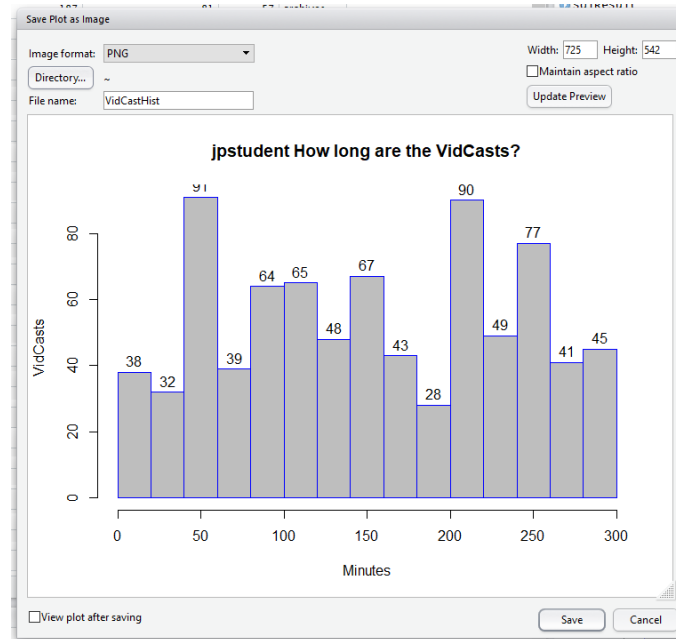 Save Plot as Image
Image format: PNG
Width: 725 Height: 542
Directory... ~
Maintain aspect ratio
File name: VidCastHist
Update Preview
jpstudent How long are the VidCasts?
VidCasts
0 20 40 60 80
38 32 91 39 64 65 48 67 43 28 90 49 77 41 45
0 50 100 150 200 250 300
Minutes
View plot after saving
Save Cancel